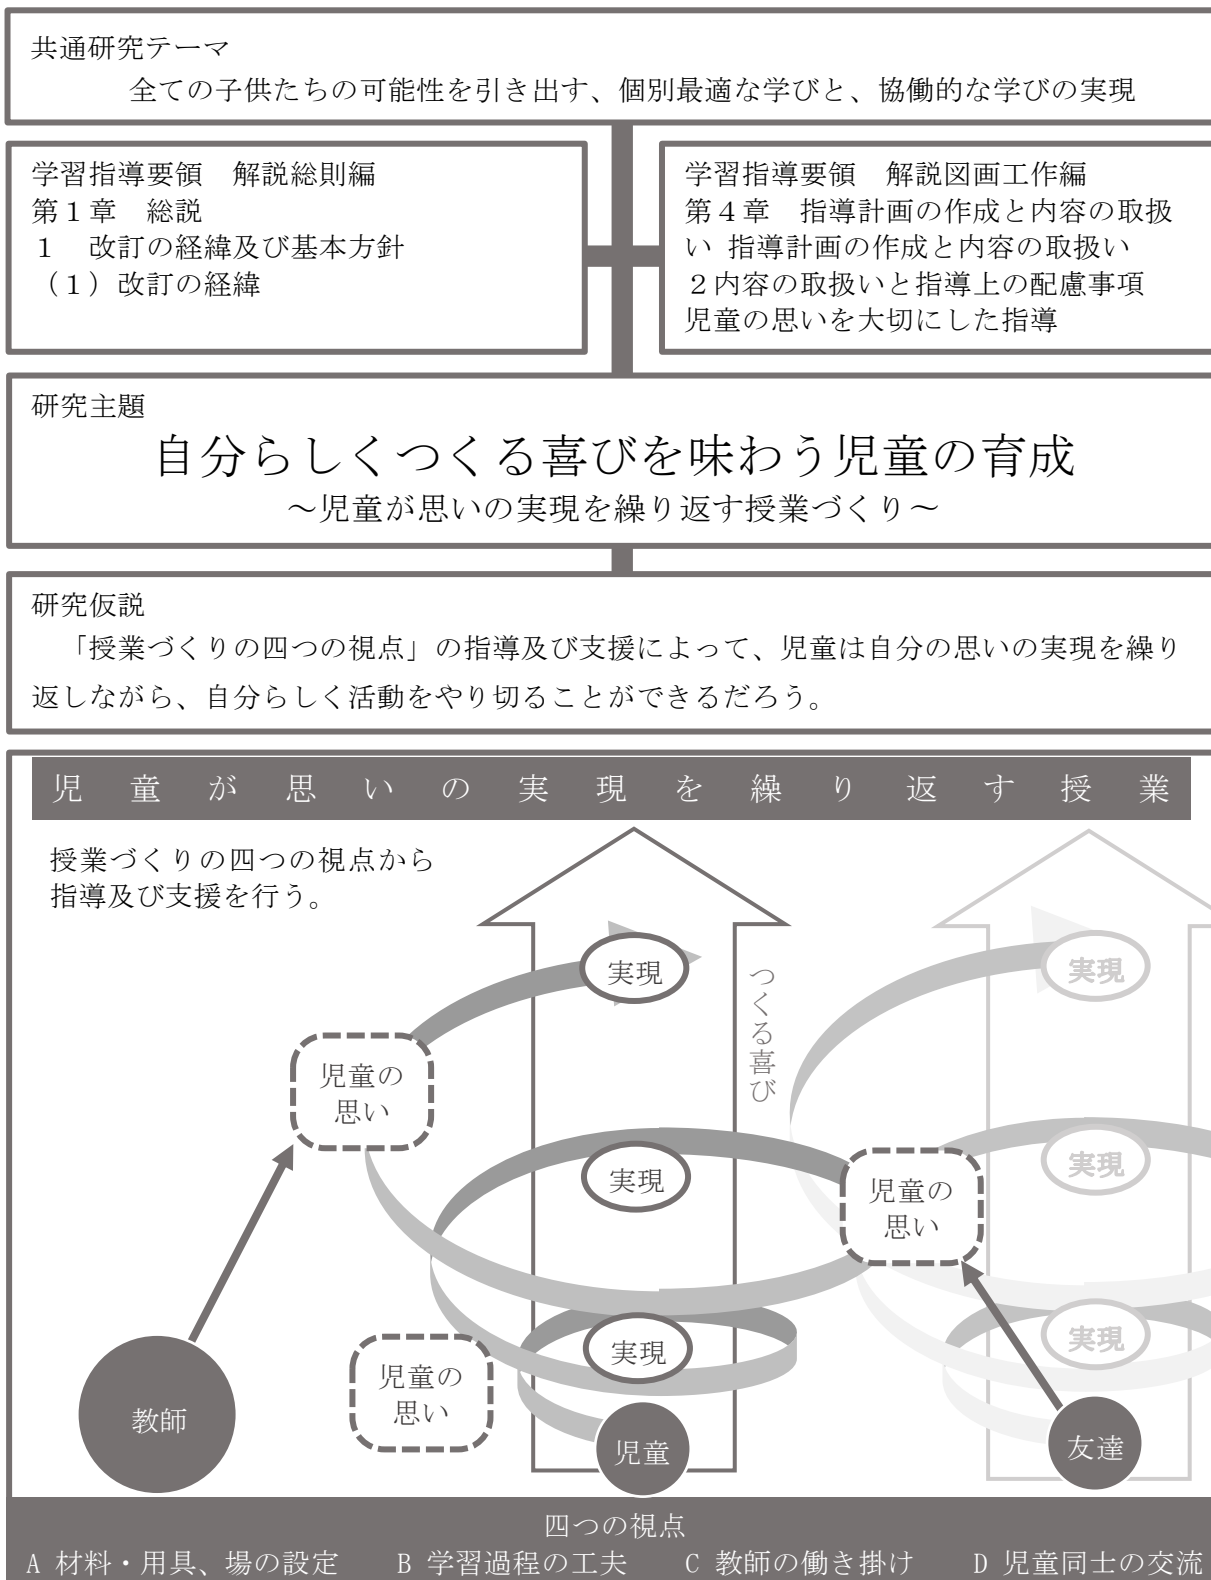 共通研究テーマ
全ての子供たちの可能性を引き出す、個別最適な学びと、協働的な学びの実現
学習指導要領　解説総則編
第１章　総説
１　改訂の経緯及び基本方針
（１）改訂の経緯
学習指導要領　解説図画工作編
第４章　指導計画の作成と内容の取扱
い 指導計画の作成と内容の取扱い
２内容の取扱いと指導上の配慮事項
児童の思いを大切にした指導
研究主題
自分らしくつくる喜びを味わう児童の育成
～児童が思いの実現を繰り返す授業づくり～
研究仮説
「授業づくりの四つの視点」の指導及び支援によって、児童は自分の思いの実現を繰り
返しながら、自分らしく活動をやり切ることができるだろう。
児童が思いの実現を繰り返す授業
授業づくりの四つの視点から
指導及び支援を行う。
実現
実現
つくる喜び
児童の
思い
実現
実現
児童の
思い
実現
実現
児童の
思い
教師
児童
友達
四つの視点
A 材料・用具、場の設定　B 学習過程の工夫　C 教師の働き掛け　D 児童同士の交流